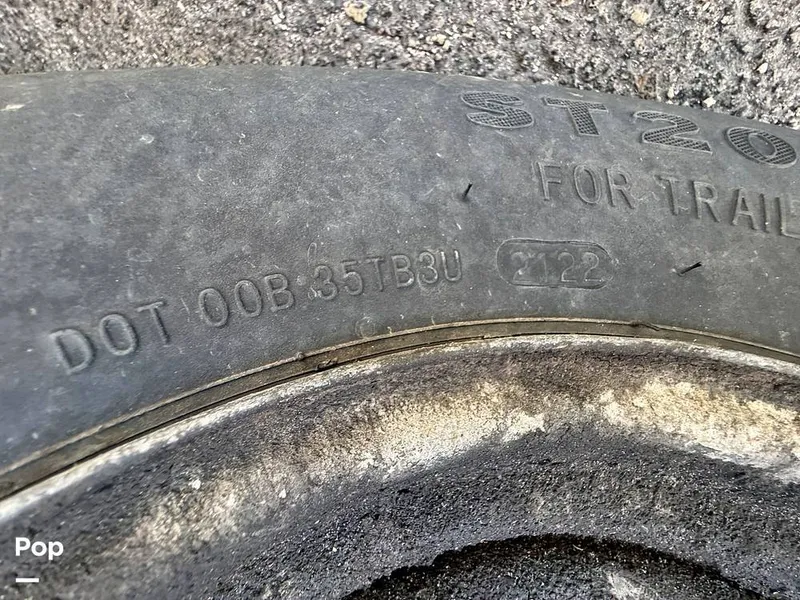 ST20
FOR TRAIL
DOT 00B 35TB3U 2122
Pop